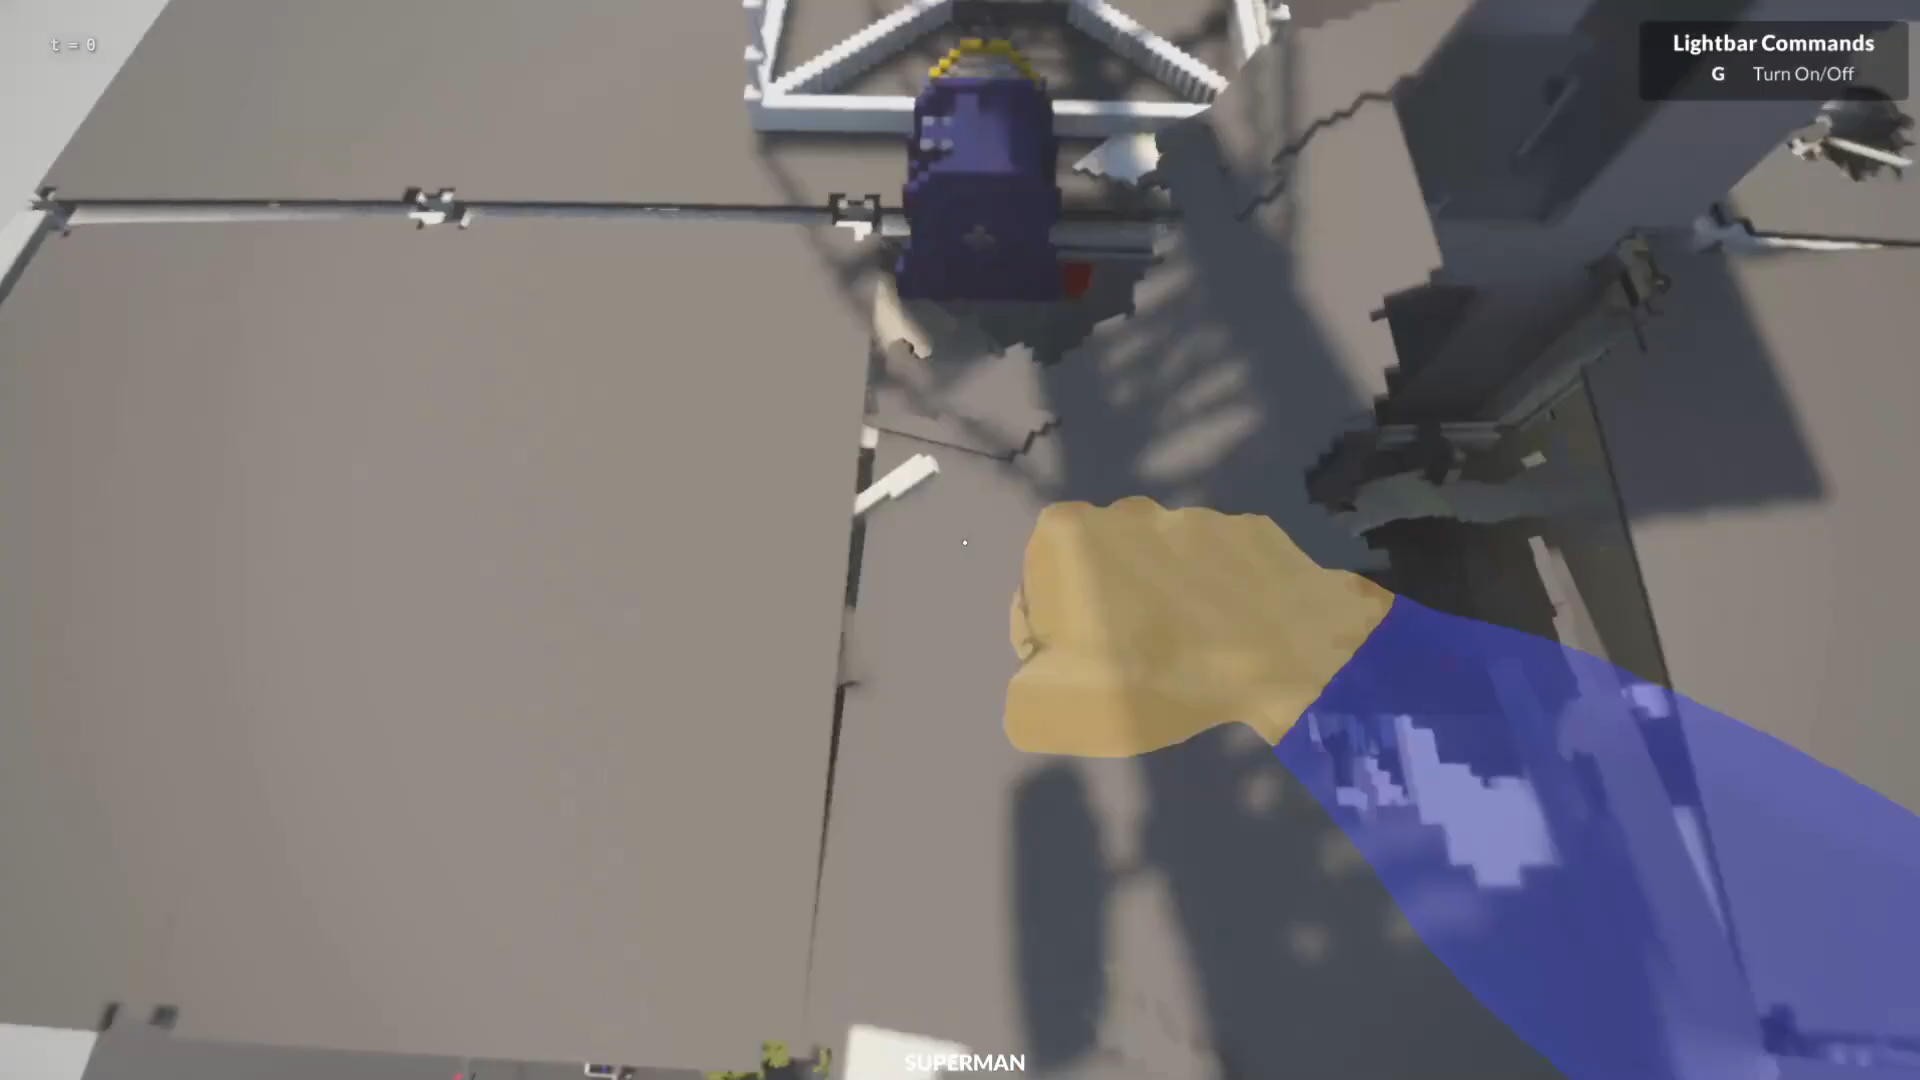 t = 0
Lightbar Commands
G Turn On/Off
SUPERMAN